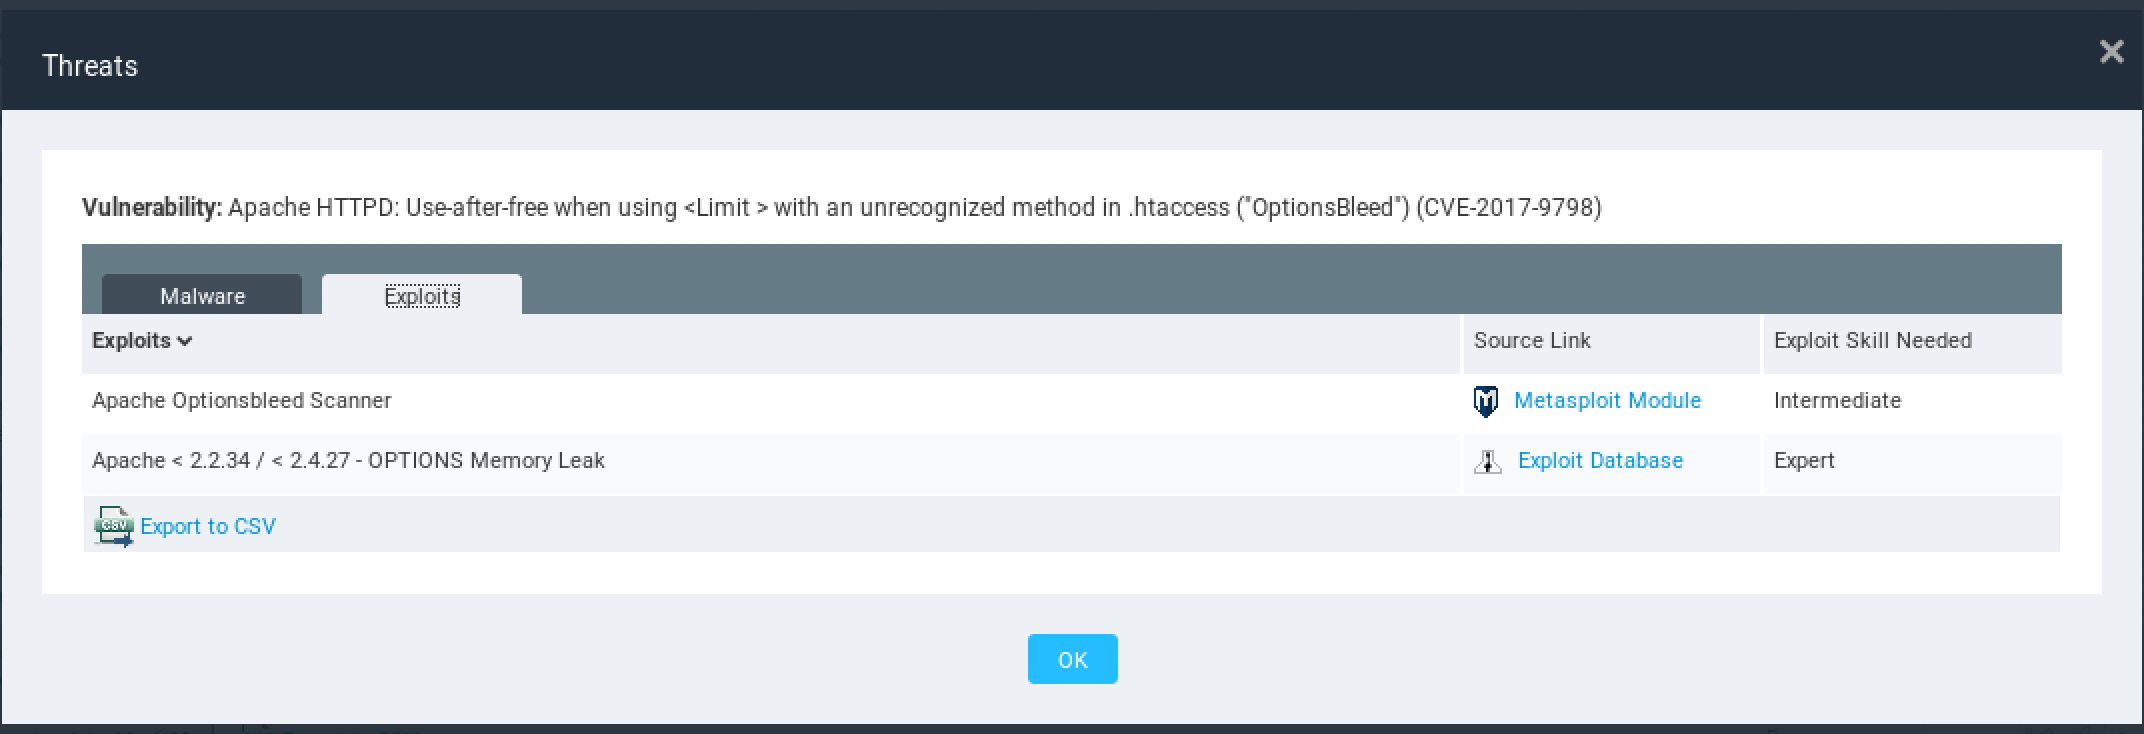 Threats
Vulnerability: Apache HTTPD: Use-after-free when using <Limit > with an unrecognized method in .htaccess ("OptionsBleed") (CVE-2017-9798)
Malware Exploits
Exploits Source Link Exploit Skill Needed
Apache Optionsbleed Scanner Metasploit Module Intermediate
Apache < 2.2.34 / < 2.4.27 - OPTIONS Memory Leak Exploit Database Expert
CSV Export to CSV
OK